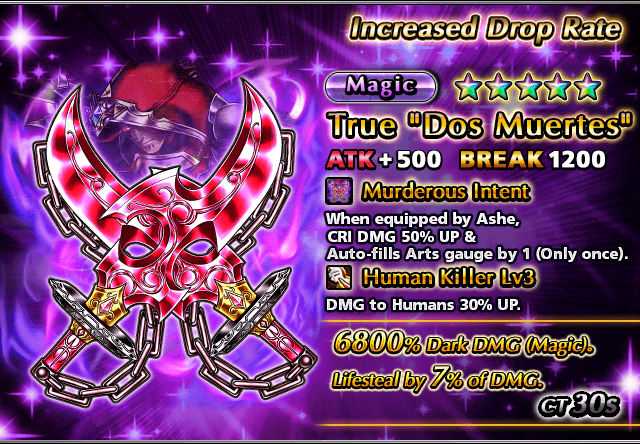 Increased Drop Rate
Magic
True "Dos Muertes"
ATK+500 BREAK 1200
Murderous Intent
When equipped by Ashe,
CRI DMG 50% UP &
Auto-fills Arts gauge by 1 (Only once).
Human Killer Lv3
DMG to Humans 30% UP.
6800% Dark DMG (Magic).
Lifesteal by 7% of DMG.
CT 30s